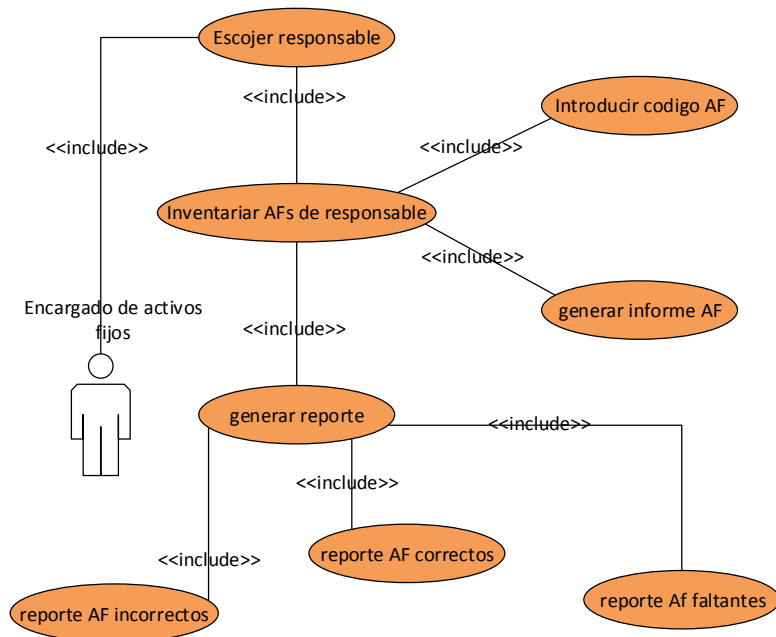 Escojer responsable
<<include>>
Introducir codigo AF
<<include>>
<<include>>
Inventariar AFs de responsable
<<include>>
Encargado de activos
fijos
generar informe AF
<<include>>
generar reporte
<<include>>
<<include>>
reporte AF correctos
<<include>>
reporte AF incorrectos
reporte Af faltantes